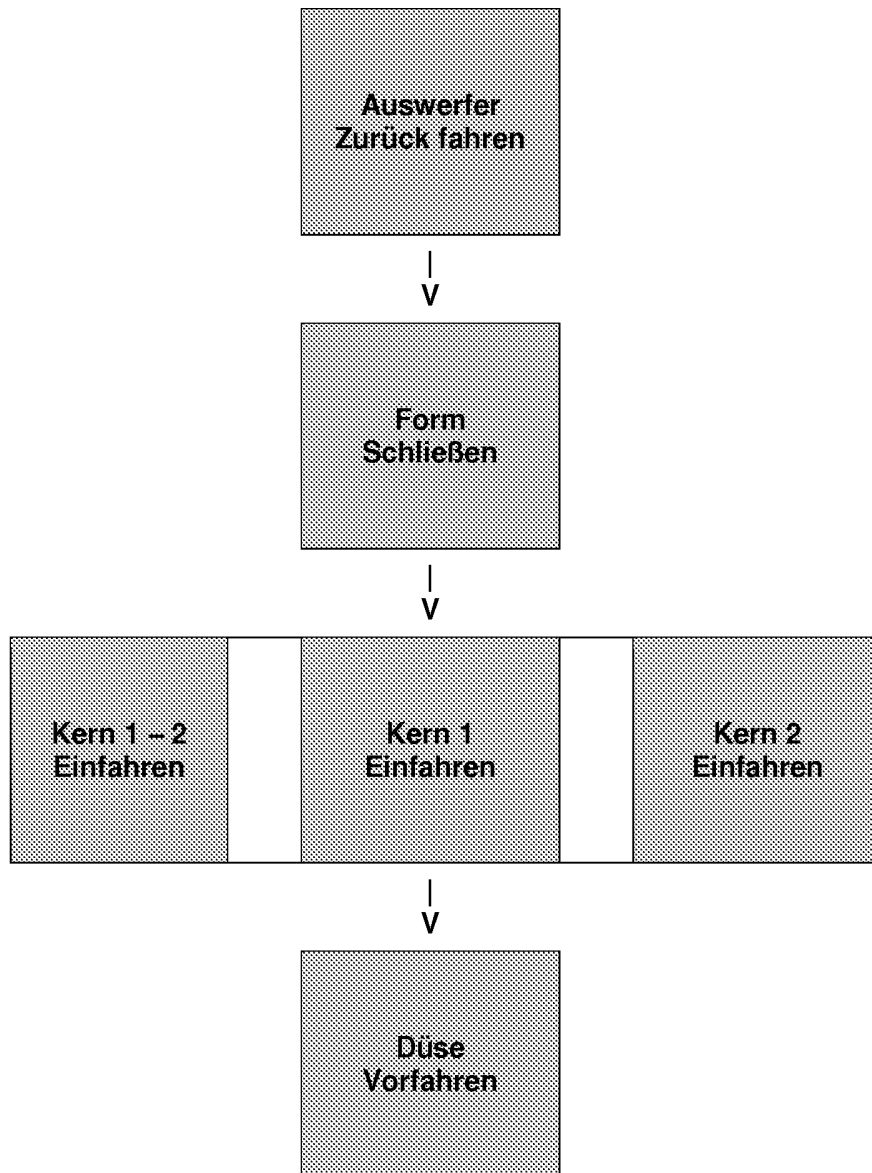 Auswerfer
Zurück fahren
|
V
Form
Schließen
|
V
Kern 1 – 2
Einfahren
Kern 1
Einfahren
Kern 2
Einfahren
|
V
Düse
Vorfahren